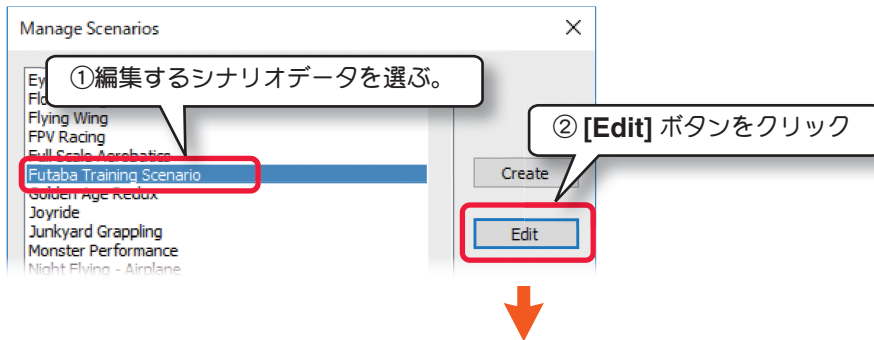 Manage Scenarios
①編集するシナリオデータを選ぶ。
Ey
Flo
Flying Wing
FPV Racing
Full Scale Aerobatics
Futaba Training Scenario
Golden Age Redux
Joyride
Junkyard Grappling
Monster Performance
Night Flying - Airplane
② [Edit] ボタンをクリック
Create
Edit